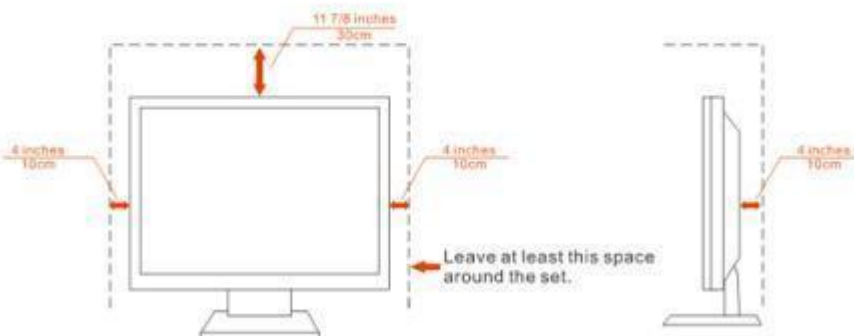 11 7/8 inches
30cm
4 inches
10cm
4 inches
10cm
4 inches
10cm
Leave at least this space
around the set.